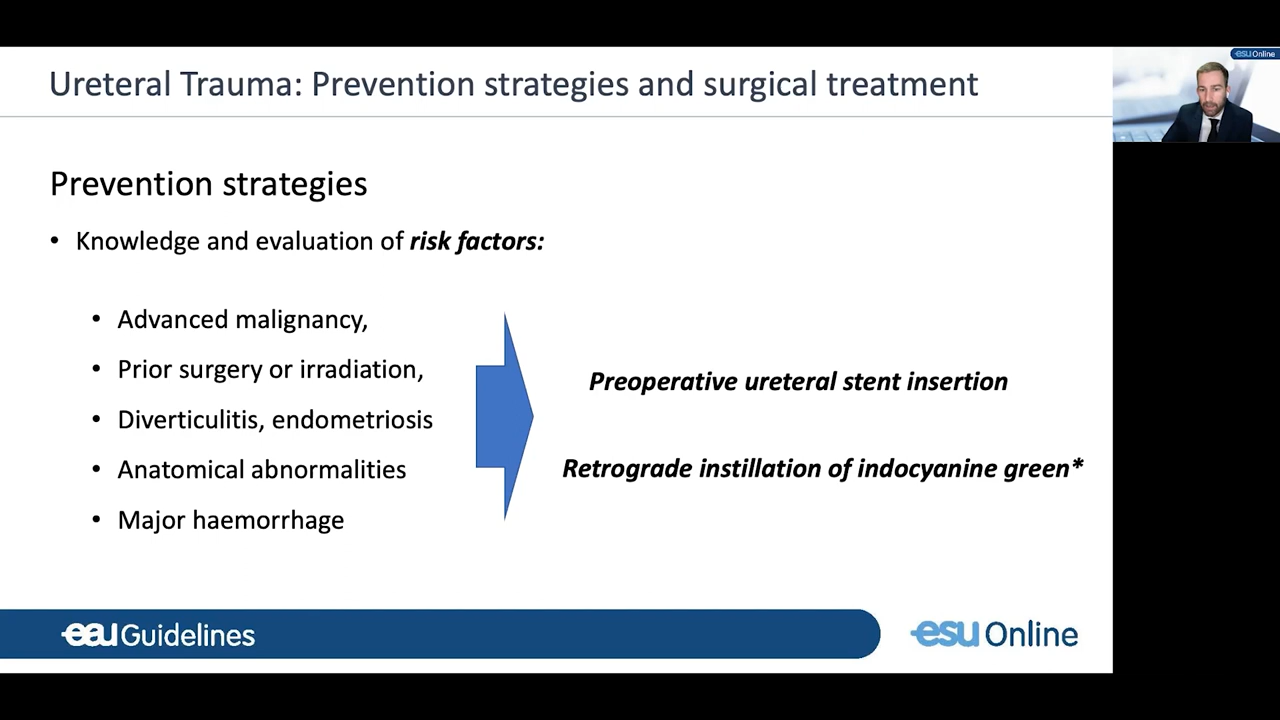 Ureteral Trauma: Prevention strategies and surgical treatment
esu Online
Prevention strategies
• Knowledge and evaluation of risk factors:
• Advanced malignancy,
• Prior surgery or irradiation,
• Diverticulitis, endometriosis
• Anatomical abnormalities
• Major haemorrhage
Preoperative ureteral stent insertion
Retrograde instillation of indocyanine green*
eau Guidelines
esu Online